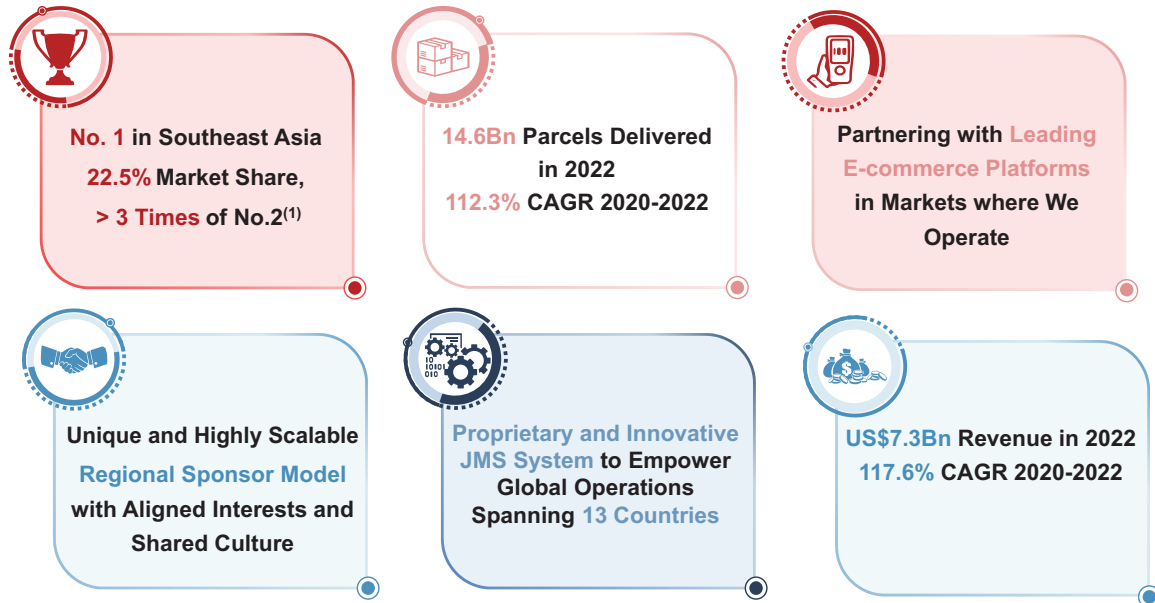 No. 1 in Southeast Asia
22.5% Market Share,
> 3 Times of No.2(1)
14.6Bn Parcels Delivered
in 2022
112.3% CAGR 2020-2022
Partnering with Leading
E-commerce Platforms
in Markets where We
Operate
Unique and Highly Scalable
Regional Sponsor Model
with Aligned Interests and
Shared Culture
10
10101
010
Proprietary and Innovative
JMS System to Empower
Global Operations
Spanning 13 Countries
$
US$7.3Bn Revenue in 2022
117.6% CAGR 2020-2022